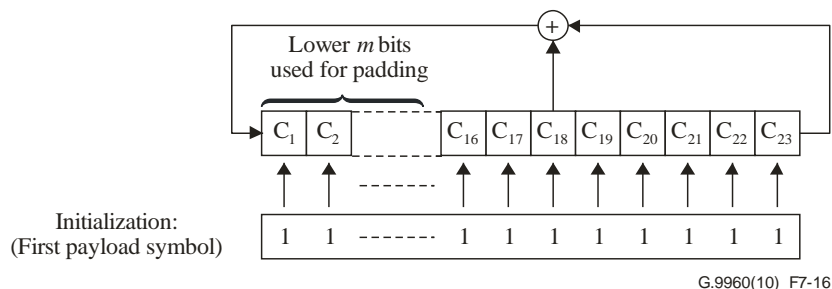 +
Lower m bits
used for padding
C₁ C₂ C₁₆ C₁₇ C₁₈ C₁₉ C₂₀ C₂₁ C₂₂ C₂₃
Initialization:
(First payload symbol)
1 1 1 1 1 1 1 1 1 1
G.9960(10)_F7-16